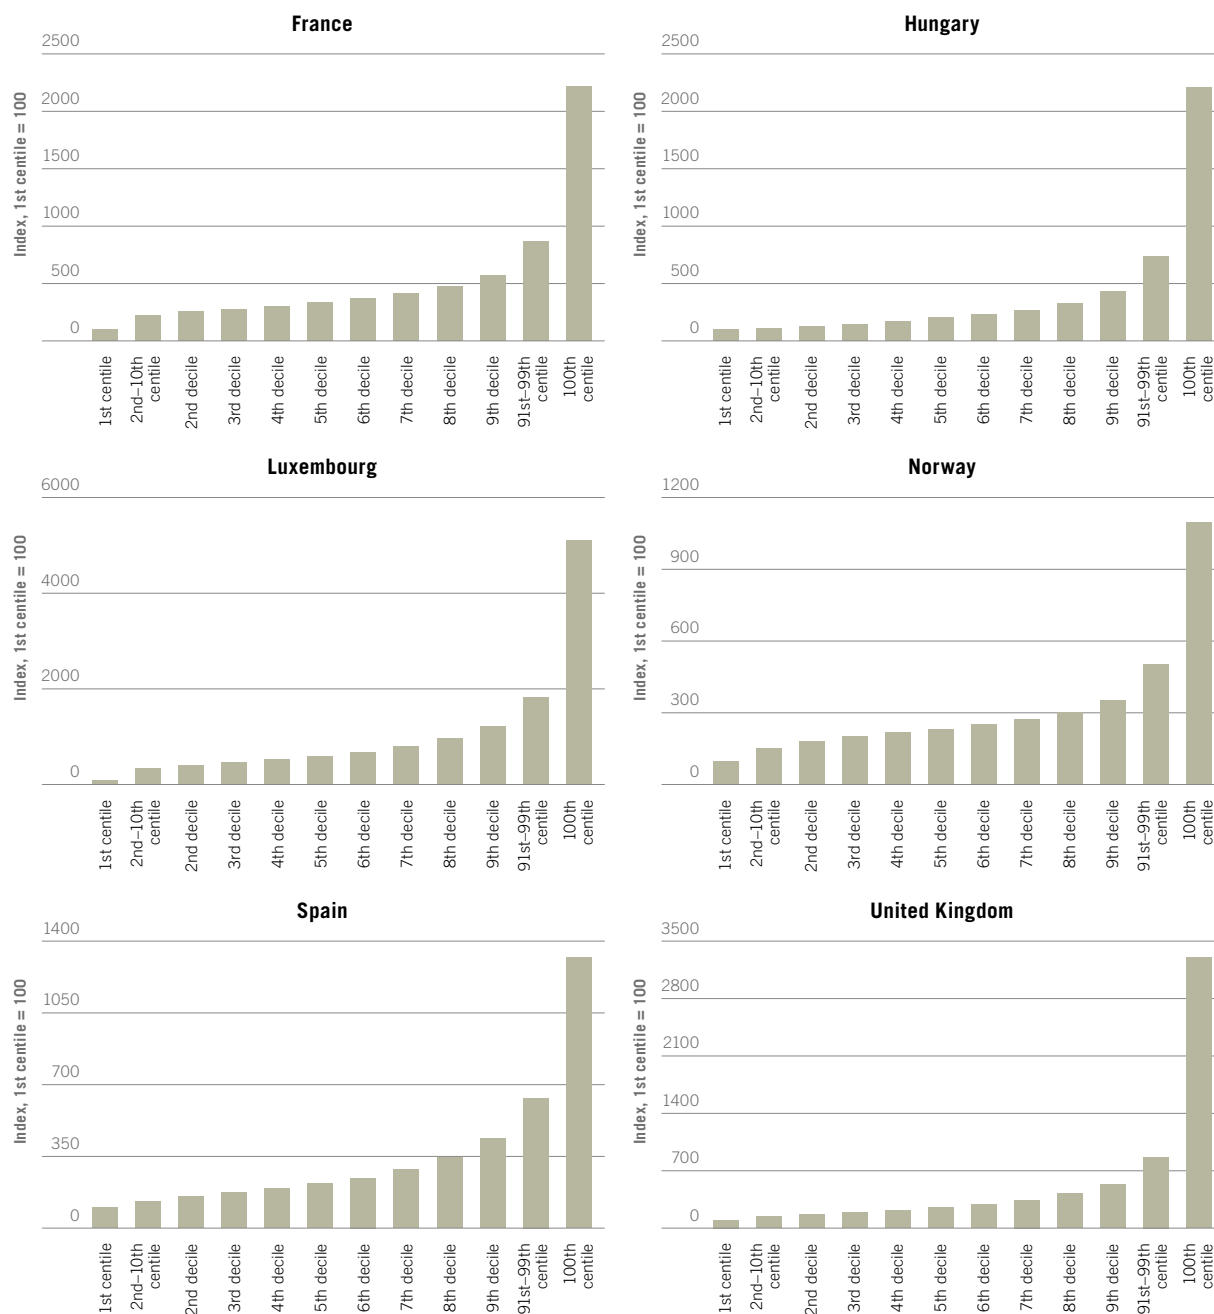 France
2500
2000
1500
1000
500
0
Index, 1st centile = 100
1st centile
2nd–10th
centile
2nd decile
3rd decile
4th decile
5th decile
6th decile
7th decile
8th decile
9th decile
91st–99th
centile
100th
centile
Hungary
2500
2000
1500
1000
500
0
Index, 1st centile = 100
1st centile
2nd–10th
centile
2nd decile
3rd decile
4th decile
5th decile
6th decile
7th decile
8th decile
9th decile
91st–99th
centile
100th
centile
Luxembourg
6000
4000
2000
0
Index, 1st centile = 100
1st centile
2nd–10th
centile
2nd decile
3rd decile
4th decile
5th decile
6th decile
7th decile
8th decile
9th decile
91st–99th
centile
100th
centile
Norway
1200
900
600
300
0
Index, 1st centile = 100
1st centile
2nd–10th
centile
2nd decile
3rd decile
4th decile
5th decile
6th decile
7th decile
8th decile
9th decile
91st–99th
centile
100th
centile
Spain
1400
1050
700
350
0
Index, 1st centile = 100
1st centile
2nd–10th
centile
2nd decile
3rd decile
4th decile
5th decile
6th decile
7th decile
8th decile
9th decile
91st–99th
centile
100th
centile
United Kingdom
3500
2800
2100
1400
700
0
Index, 1st centile = 100
1st centile
2nd–10th
centile
2nd decile
3rd decile
4th decile
5th decile
6th decile
7th decile
8th decile
9th decile
91st–99th
centile
100th
centile